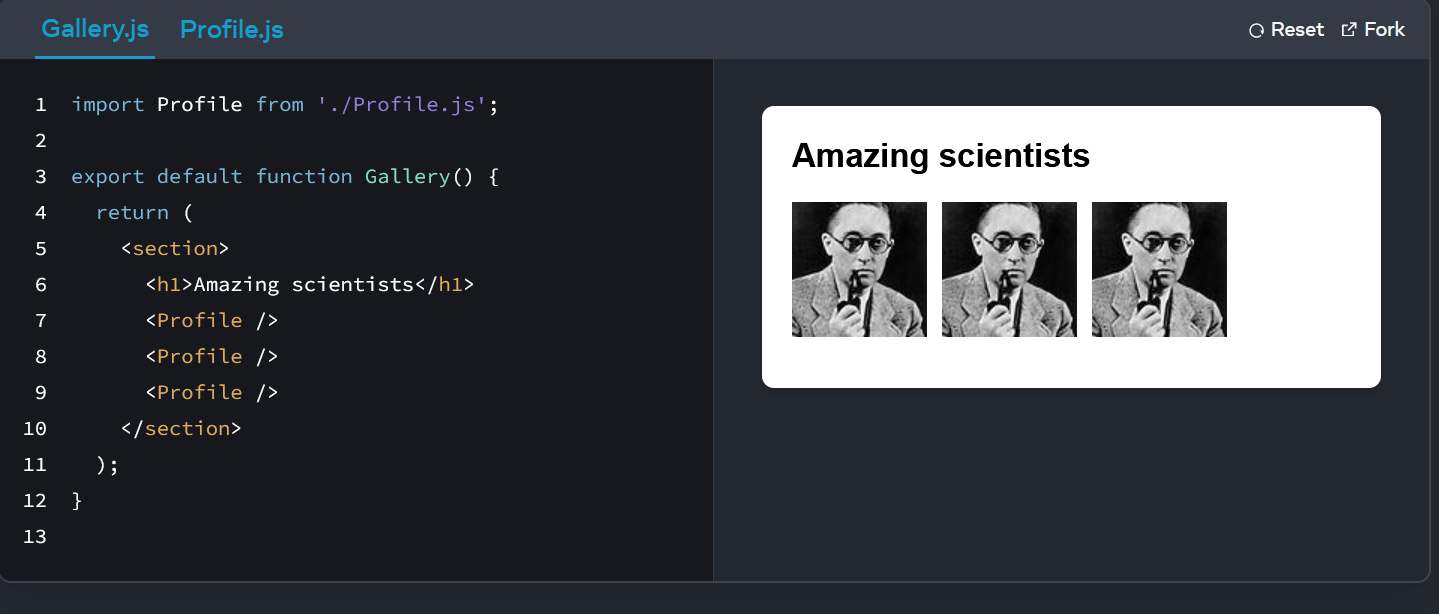 Gallery.js Profile.js Reset Fork
1 import Profile from './Profile.js';
2
3 export default function Gallery() {
4   return (
5     <section>
6       <h1>Amazing scientists</h1>
7       <Profile />
8       <Profile />
9       <Profile />
10     </section>
11   );
12 }
13
Amazing scientists